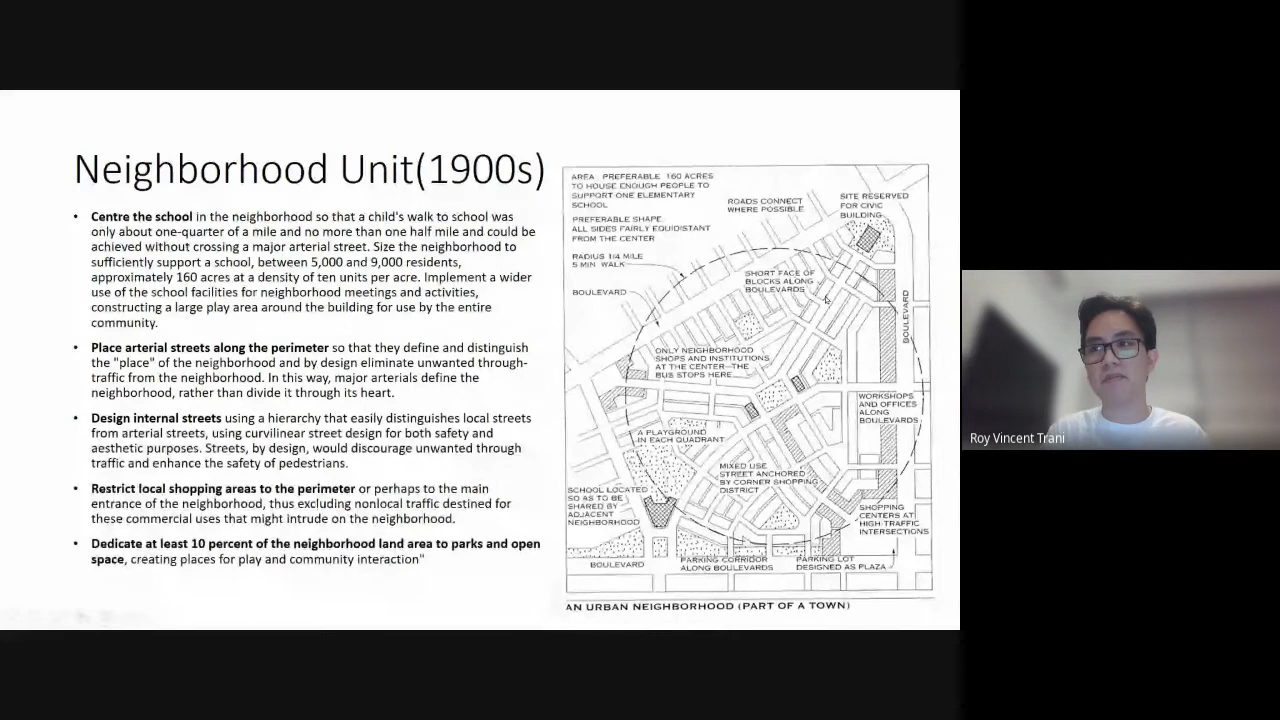 Neighborhood Unit(1900s)
• Centre the school in the neighborhood so that a child's walk to school was
only about one-quarter of a mile and no more than one half mile and could be
achieved without crossing a major arterial street. Size the neighborhood to
sufficiently support a school, between 5,000 and 9,000 residents,
approximately 160 acres at a density of ten units per acre. Implement a wider
use of the school facilities for neighborhood meetings and activities,
constructing a large play area around the building for use by the entire
community.
• Place arterial streets along the perimeter so that they define and distinguish
the "place" of the neighborhood and by design eliminate unwanted through-
traffic from the neighborhood. In this way, major arterials define the
neighborhood, rather than divide it through its heart.
• Design internal streets using a hierarchy that easily distinguishes local streets
from arterial streets, using curvilinear street design for both safety and
aesthetic purposes. Streets, by design, would discourage unwanted through
traffic and enhance the safety of pedestrians.
• Restrict local shopping areas to the perimeter or perhaps to the main
entrance of the neighborhood, thus excluding nonlocal traffic destined for
these commercial uses that might intrude on the neighborhood.
• Dedicate at least 10 percent of the neighborhood land area to parks and open
space, creating places for play and community interaction"
AREA PREFERABLE 160 ACRES
TO HOUSE ENOUGH PEOPLE TO
SUPPORT ONE ELEMENTARY
SCHOOL
PREFERABLE SHAPE
ALL SIDES FAIRLY EQUIDISTANT
FROM THE CENTER
RADIUS 1/4 MILE
5 MIN WALK
BOULEVARD
ROADS CONNECT
WHERE POSSIBLE
SITE RESERVED
FOR CIVIC
BUILDING
SHORT FACE OF
BLOCKS ALONG
BOULEVARDS
BOULEVARD
ONLY NEIGHBORHOOD
SHOPS AND INSTITUTIONS
AT THE CENTER—THE
BUS STOPS HERE
WORKSHOPS
AND OFFICES
ALONG
BOULEVARDS
A PLAYGROUND
IN EACH QUADRANT
MIXED USE
STREET ANCHORED
BY CORNER SHOPPING
DISTRICT
SCHOOL LOCATED
SO AS TO BE
SHARED BY
ADJACENT
NEIGHBORHOOD
SHOPPING
CENTERS AT
HIGH-TRAFFIC
INTERSECTIONS
BOULEVARD
PARKING CORRIDOR
ALONG BOULEVARDS
PARKING LOT
DESIGNED AS PLAZA
AN URBAN NEIGHBORHOOD (PART OF A TOWN)
Roy Vincent Trani